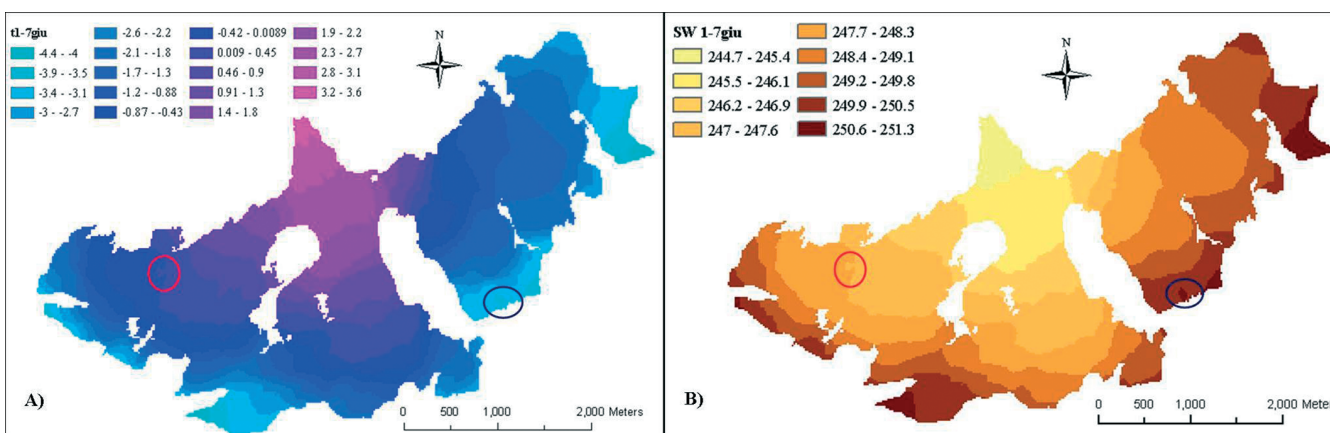 t1-7giu
-4.4 - -4
-3.9 - -3.5
-3.4 - -3.1
-3 - -2.7
-2.6 - -2.2
-2.1 - -1.8
-1.7 - -1.3
-1.2 - -0.88
-0.87 - -0.43
-0.42 - 0.0089
0.009 - 0.45
0.46 - 0.9
0.91 - 1.3
1.4 - 1.8
1.9 - 2.2
2.3 - 2.7
2.8 - 3.1
3.2 - 3.6
N
A)
0 500 1,000 2,000 Meters
SW 1-7giu
244.7 - 245.4
245.5 - 246.1
246.2 - 246.9
247 - 247.6
247.7 - 248.3
248.4 - 249.1
249.2 - 249.8
249.9 - 250.5
250.6 - 251.3
N
B)
0 500 1,000 2,000 Meters